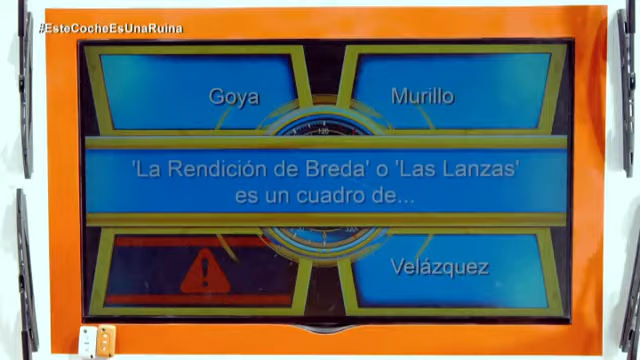 #EsteCocheEsUnaRuina
Goya
Murillo
'La Rendición de Breda' o 'Las Lanzas'
es un cuadro de...
Velázquez